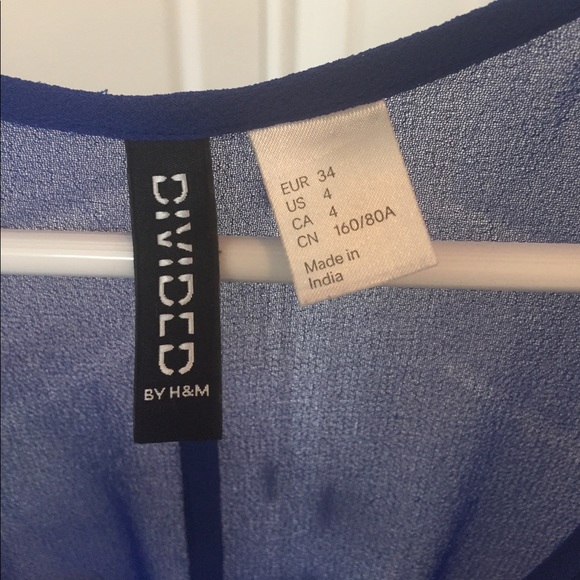 DIVIDED
BY H&M
EUR 34
US 4
CA 4
CN 160/80A
Made in
India